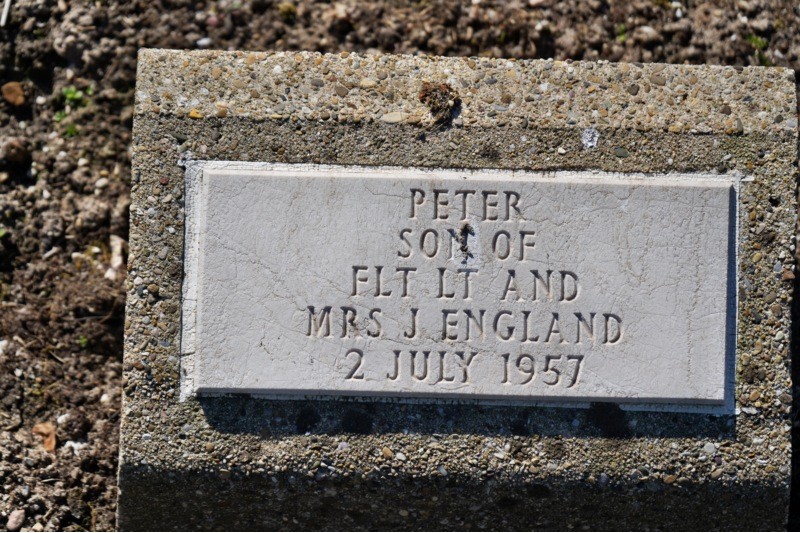 PETER
SON OF
FLT LT AND
MRS J ENGLAND
2 JULY 1957